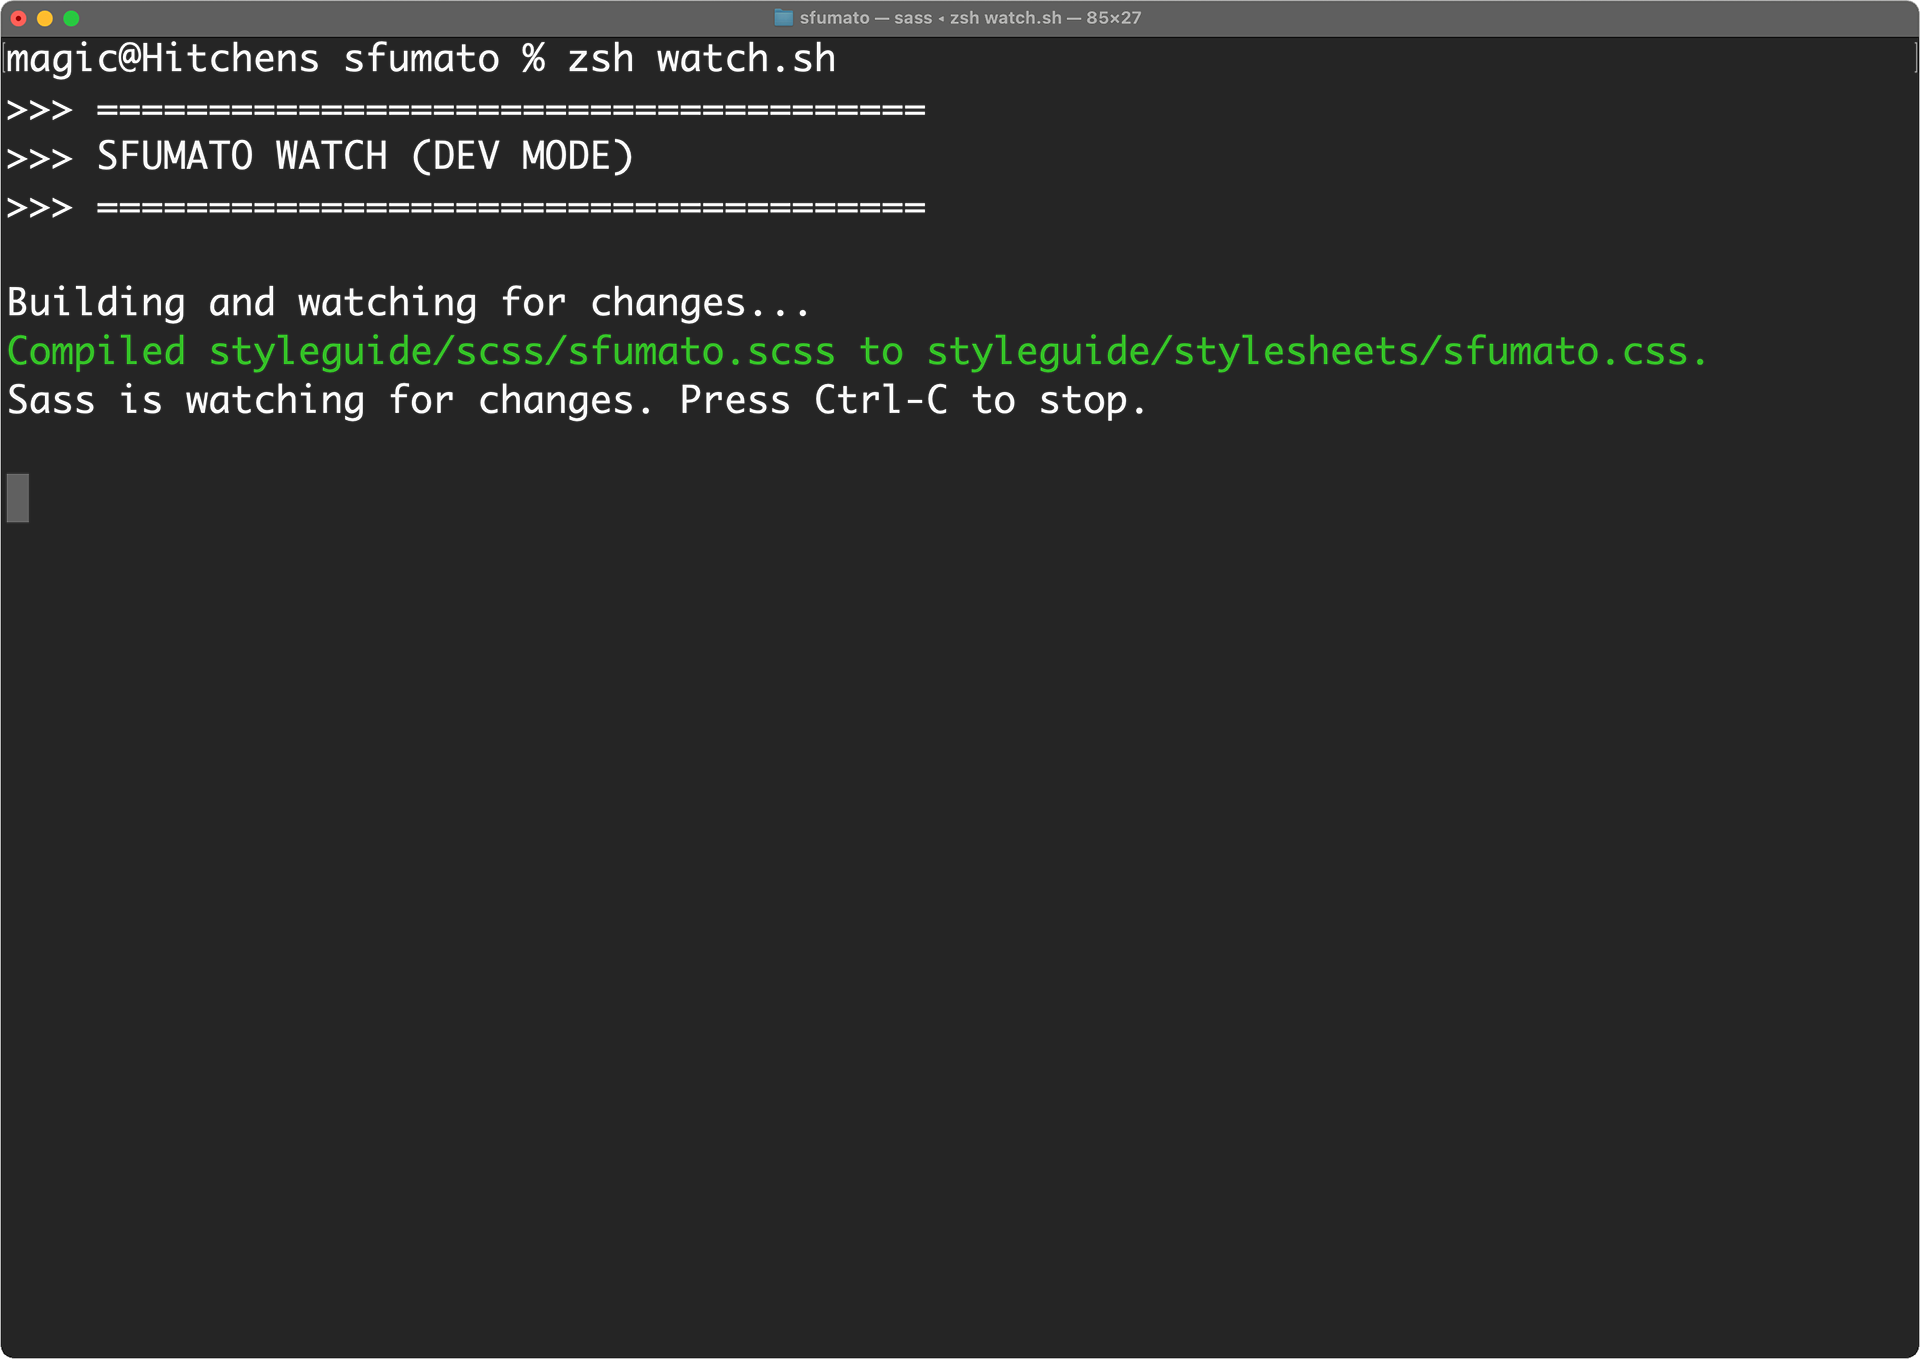 sfumato — sass ◂ zsh watch.sh — 85×27
magic@Hitchens sfumato % zsh watch.sh
>>> =====================================
>>> SFUMATO WATCH (DEV MODE)
>>> =====================================
Building and watching for changes...
Compiled styleguide/scss/sfumato.scss to styleguide/stylesheets/sfumato.css.
Sass is watching for changes. Press Ctrl-C to stop.